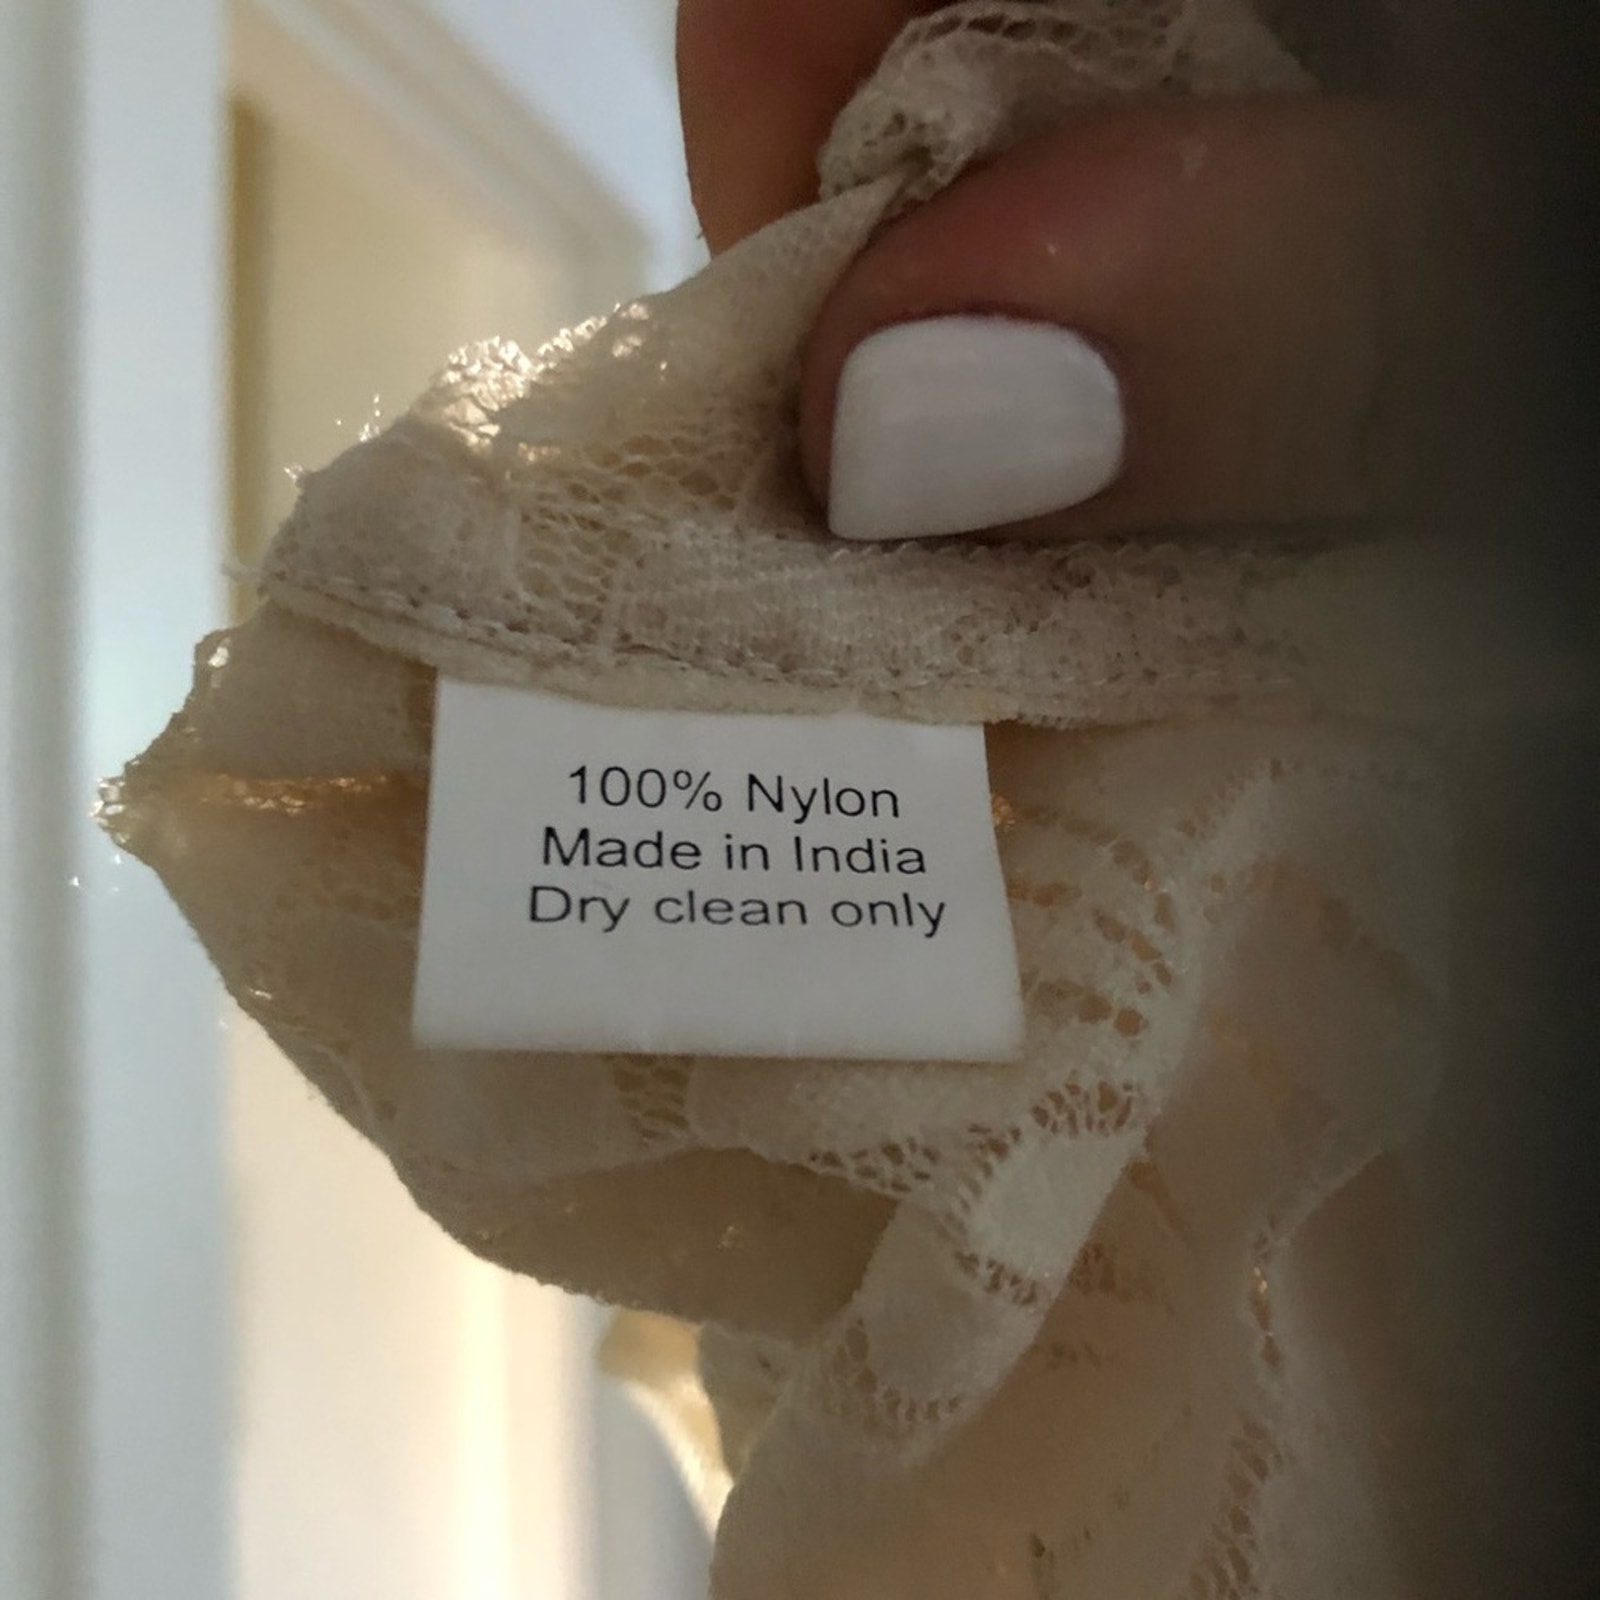 100% Nylon
Made in India
Dry clean only